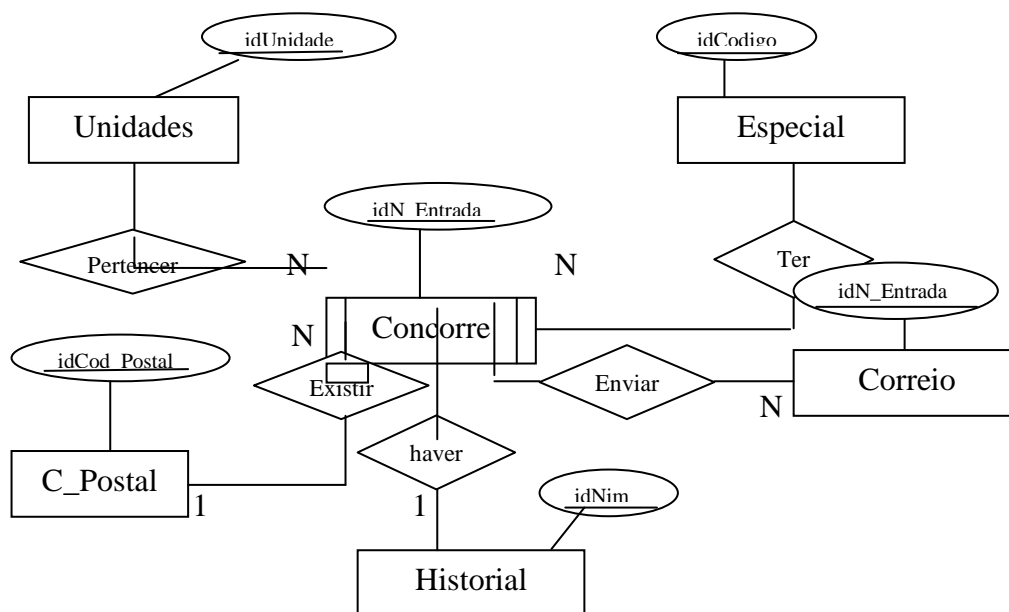 idUnidade
idCodigo
Unidades
Especial
idN_Entrada
Pertencer
N
N
Ter
idN_Entrada
N
Concorre
idCod_Postal
Existir
Enviar
Correio
N
haver
C_Postal
1
1
idNim
Historial